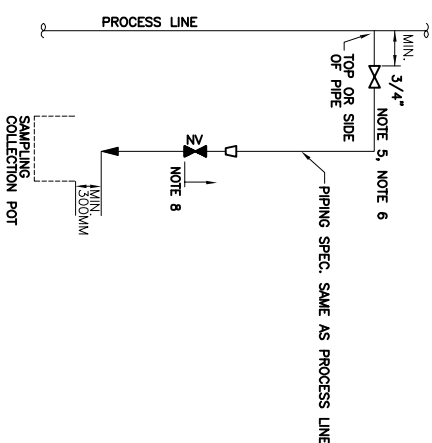 PROCESS LINE
MIN.
3/4"
TOP OR SIDE
OF PIPE
NOTE 5, NOTE 6
NV
NOTE 8
PIPING SPEC. SAME AS PROCESS LINE
MIN.
300MM
SAMPLING
COLLECTION POT